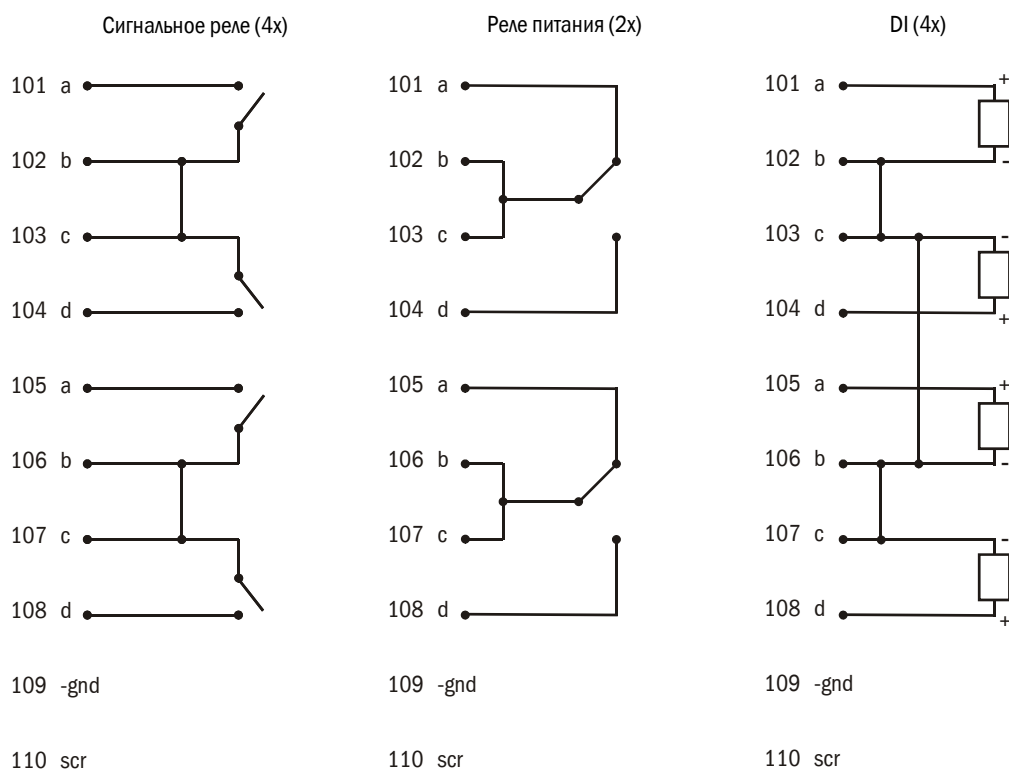 Сигнальное реле (4x)
101 a
102 b
103 c
104 d
105 a
106 b
107 c
108 d
109 -gnd
110 scr
Реле питания (2x)
101 a
102 b
103 c
104 d
105 a
106 b
107 c
108 d
109 -gnd
110 scr
DI (4x)
101 a
+
102 b
-
103 c
-
104 d
+
105 a
+
106 b
-
107 c
-
108 d
+
109 -gnd
110 scr